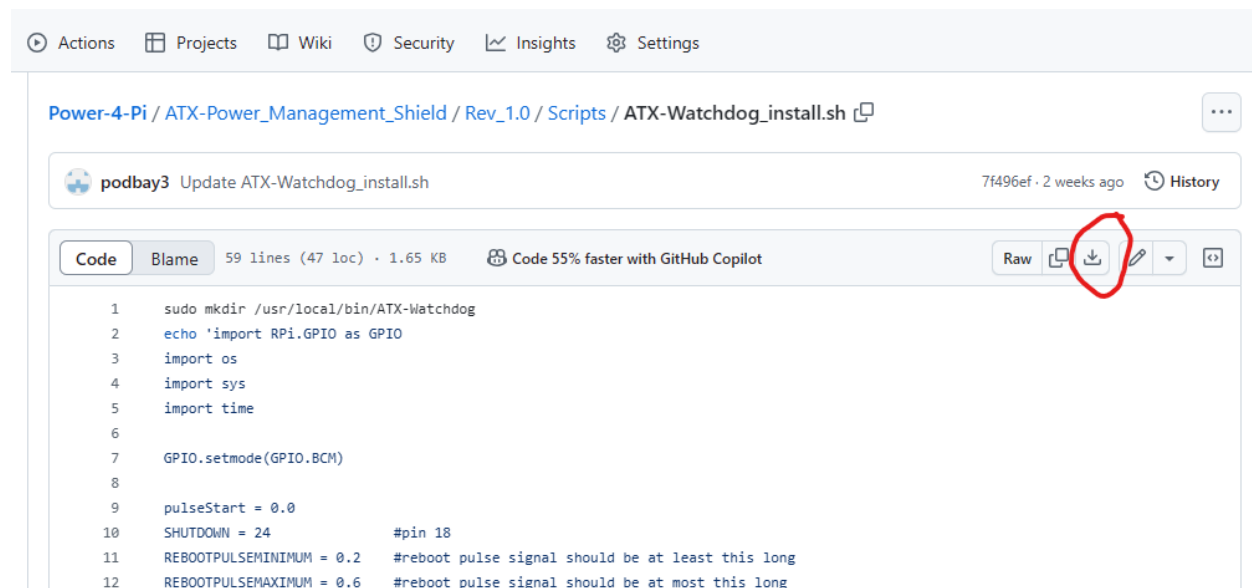 Actions Projects Wiki Security Insights Settings
Power-4-Pi / ATX-Power_Management_Shield / Rev_1.0 / Scripts / ATX-Watchdog_install.sh
podbay3 Update ATX-Watchdog_install.sh 7f496ef · 2 weeks ago History
Code Blame 59 lines (47 loc) · 1.65 KB Code 55% faster with GitHub Copilot Raw
1 sudo mkdir /usr/local/bin/ATX-Watchdog
2 echo 'import RPi.GPIO as GPIO
3 import os
4 import sys
5 import time
6
7 GPIO.setmode(GPIO.BCM)
8
9 pulseStart = 0.0
10 SHUTDOWN = 24 #pin 18
11 REBOOTPULSEMINIMUM = 0.2 #reboot pulse signal should be at least this long
12 REBOOTPULSEMAXIMUM = 0.6 #reboot pulse signal should be at most this long